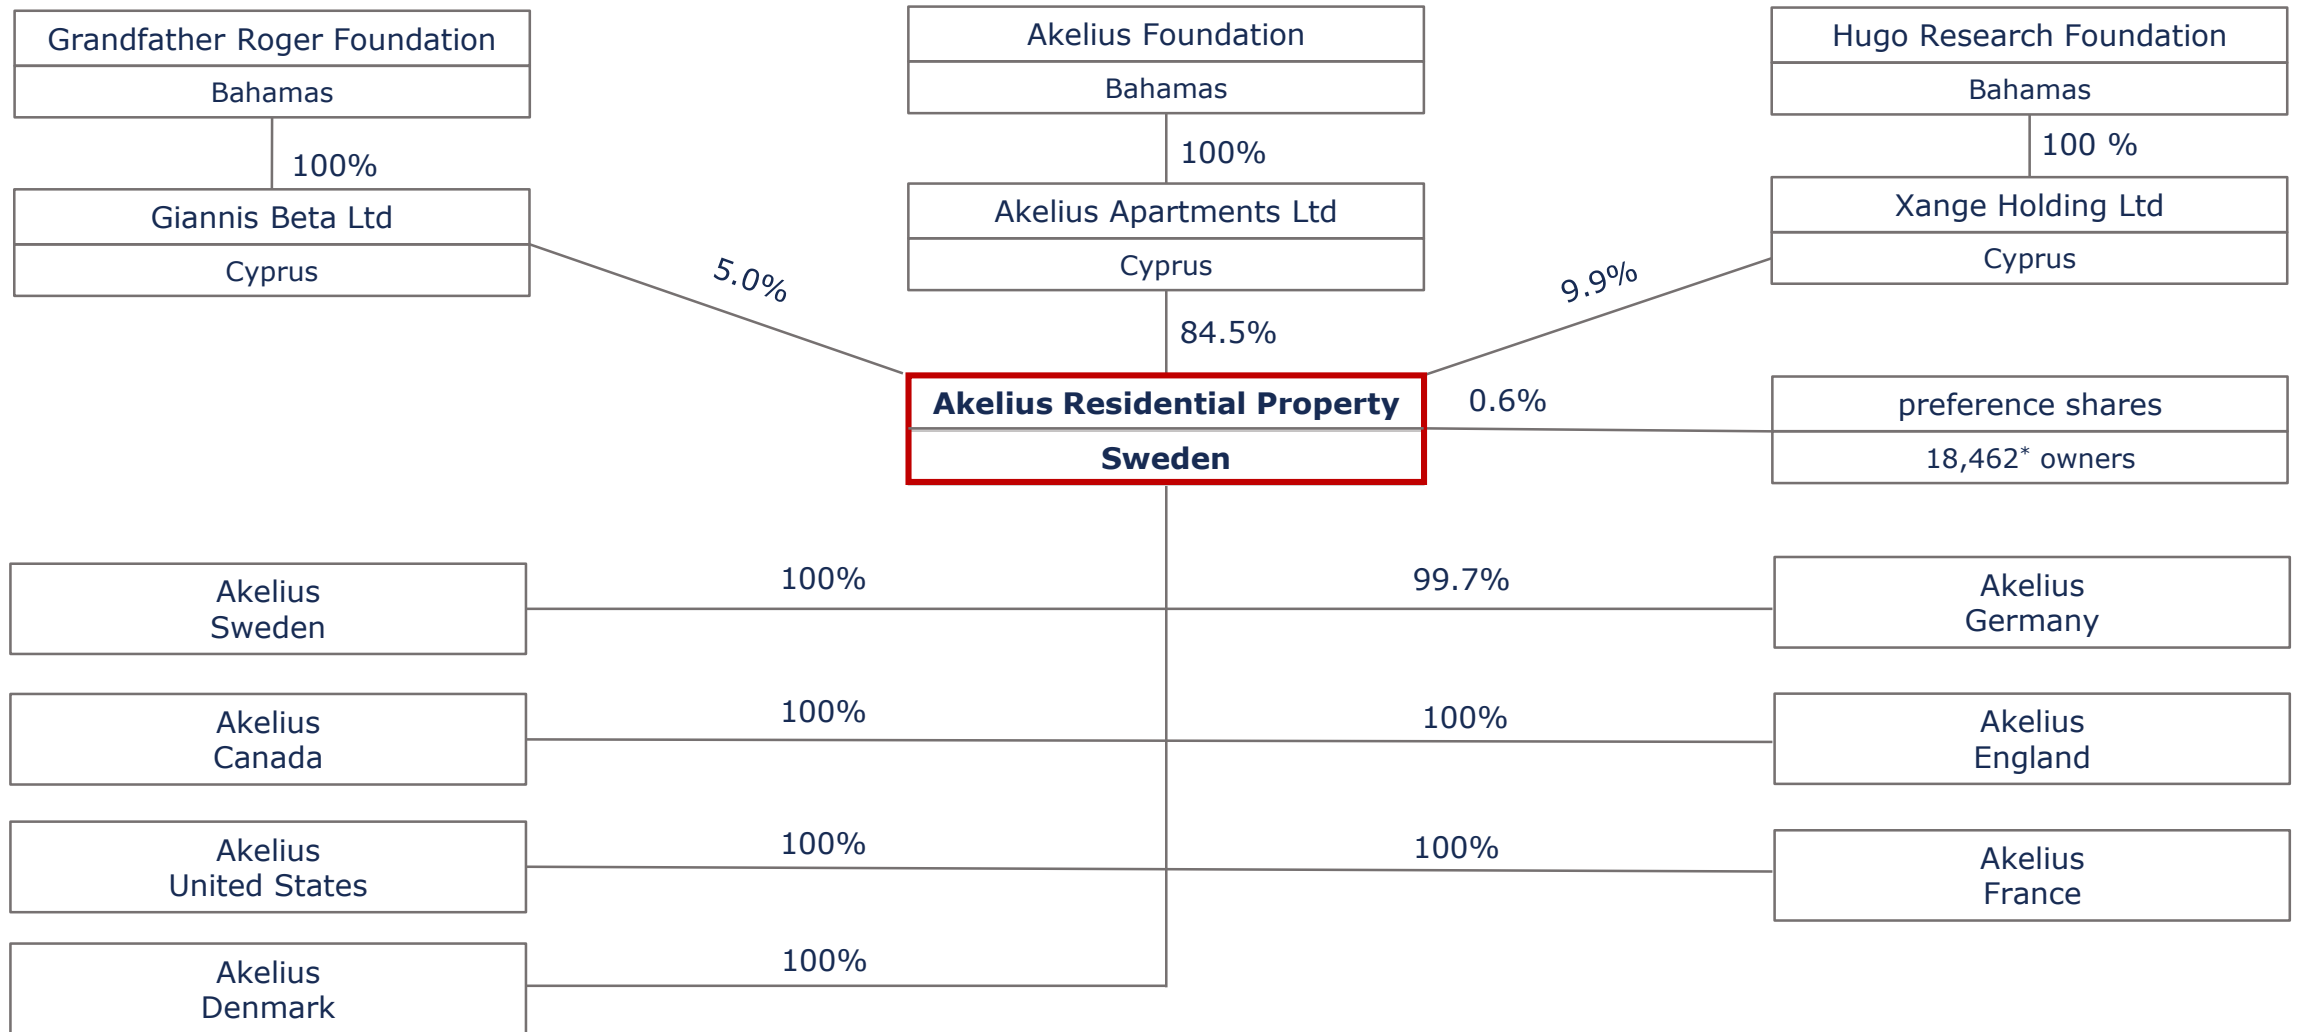 Grandfather Roger Foundation
Bahamas
100%
Giannis Beta Ltd
Cyprus
5.0%
Akelius Foundation
Bahamas
100%
Akelius Apartments Ltd
Cyprus
84.5%
Hugo Research Foundation
Bahamas
100 %
Xange Holding Ltd
Cyprus
9.9%
Akelius Residential Property
Sweden
0.6%
preference shares
18,462* owners
Akelius
Sweden
100%
99.7%
Akelius
Germany
Akelius
Canada
100%
100%
Akelius
England
Akelius
United States
100%
100%
Akelius
France
Akelius
Denmark
100%